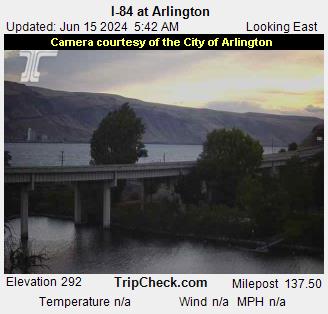 I-84 at Arlington
Updated: Jun 15 2024 5:42 AM Looking East
Camera courtesy of the City of Arlington
Elevation 292 TripCheck.com Milepost 137.50
Temperature n/a Wind n/a MPH n/a